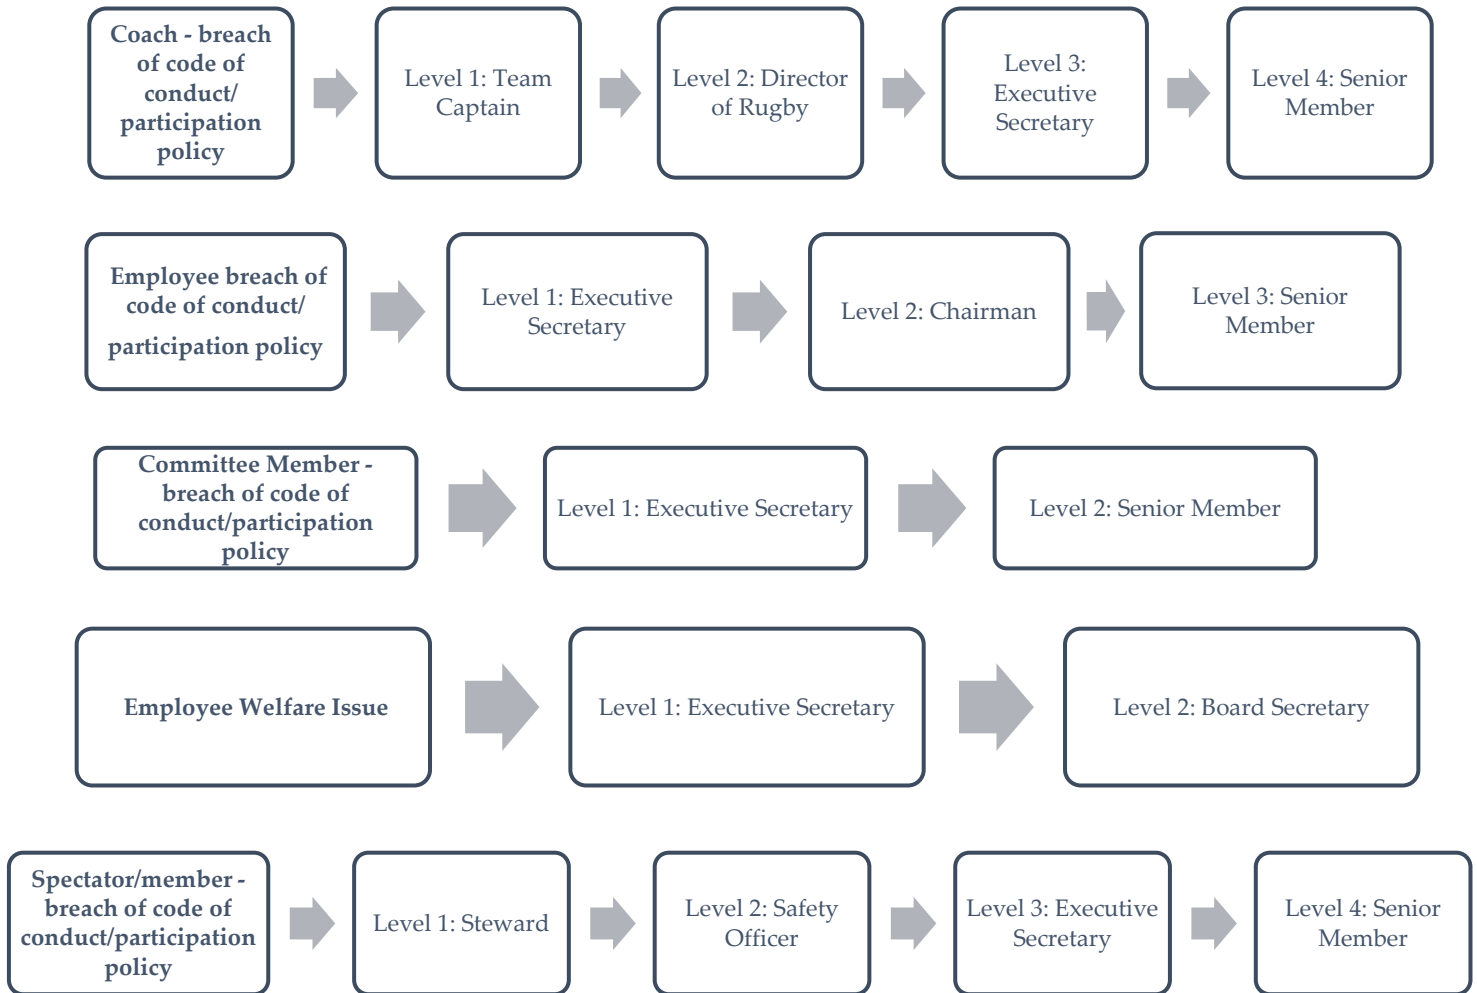 Coach - breach
of code of
conduct/
participation
policy
Level 1: Team
Captain
Level 2: Director
of Rugby
Level 3:
Executive
Secretary
Level 4: Senior
Member
Employee breach of
code of conduct/
participation policy
Level 1: Executive
Secretary
Level 2: Chairman
Level 3: Senior
Member
Committee Member -
breach of code of
conduct/participation
policy
Level 1: Executive Secretary
Level 2: Senior Member
Employee Welfare Issue
Level 1: Executive Secretary
Level 2: Board Secretary
Spectator/member -
breach of code of
conduct/participation
policy
Level 1: Steward
Level 2: Safety
Officer
Level 3: Executive
Secretary
Level 4: Senior
Member